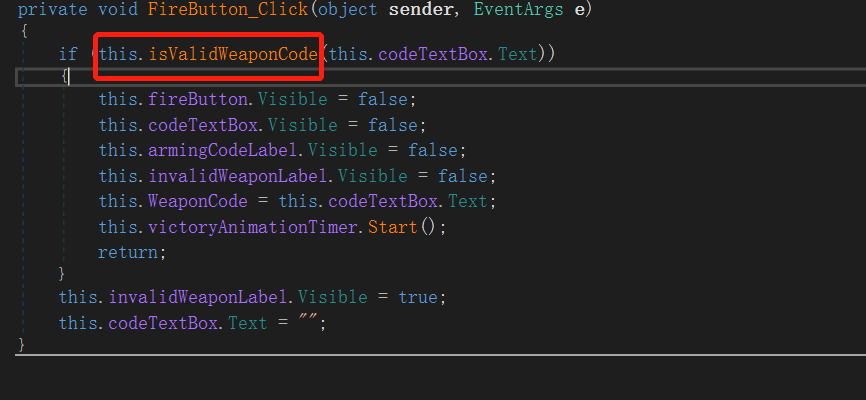 private void FireButton_Click(object sender, EventArgs e)
{
if (this.isValidWeaponCode(this.codeTextBox.Text))
{
this.fireButton.Visible = false;
this.codeTextBox.Visible = false;
this.armingCodeLabel.Visible = false;
this.invalidWeaponLabel.Visible = false;
this.WeaponCode = this.codeTextBox.Text;
this.victoryAnimationTimer.Start();
return;
}
this.invalidWeaponLabel.Visible = true;
this.codeTextBox.Text = "";
}